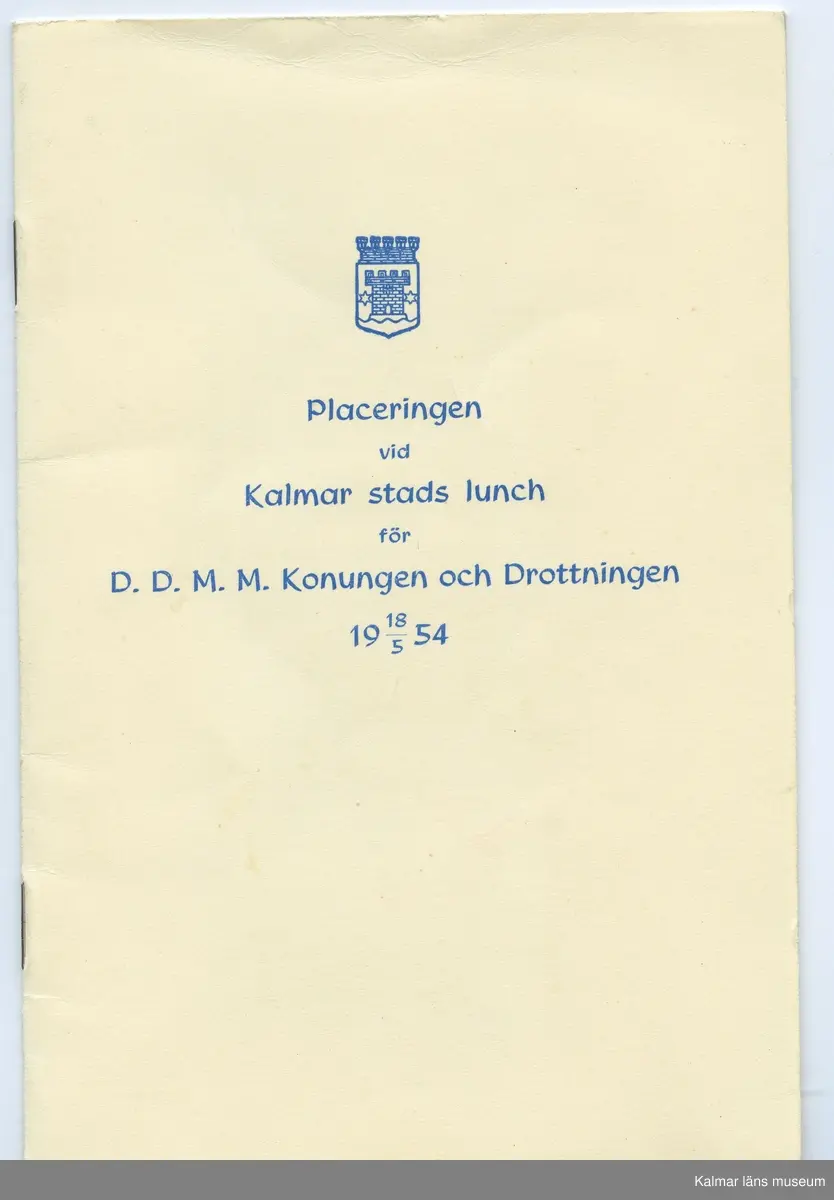 Placeringen
vid
Kalmar stads lunch
för
D. D. M. M. Konungen och Drottningen
19 18/5 54
Kalmar läns museum